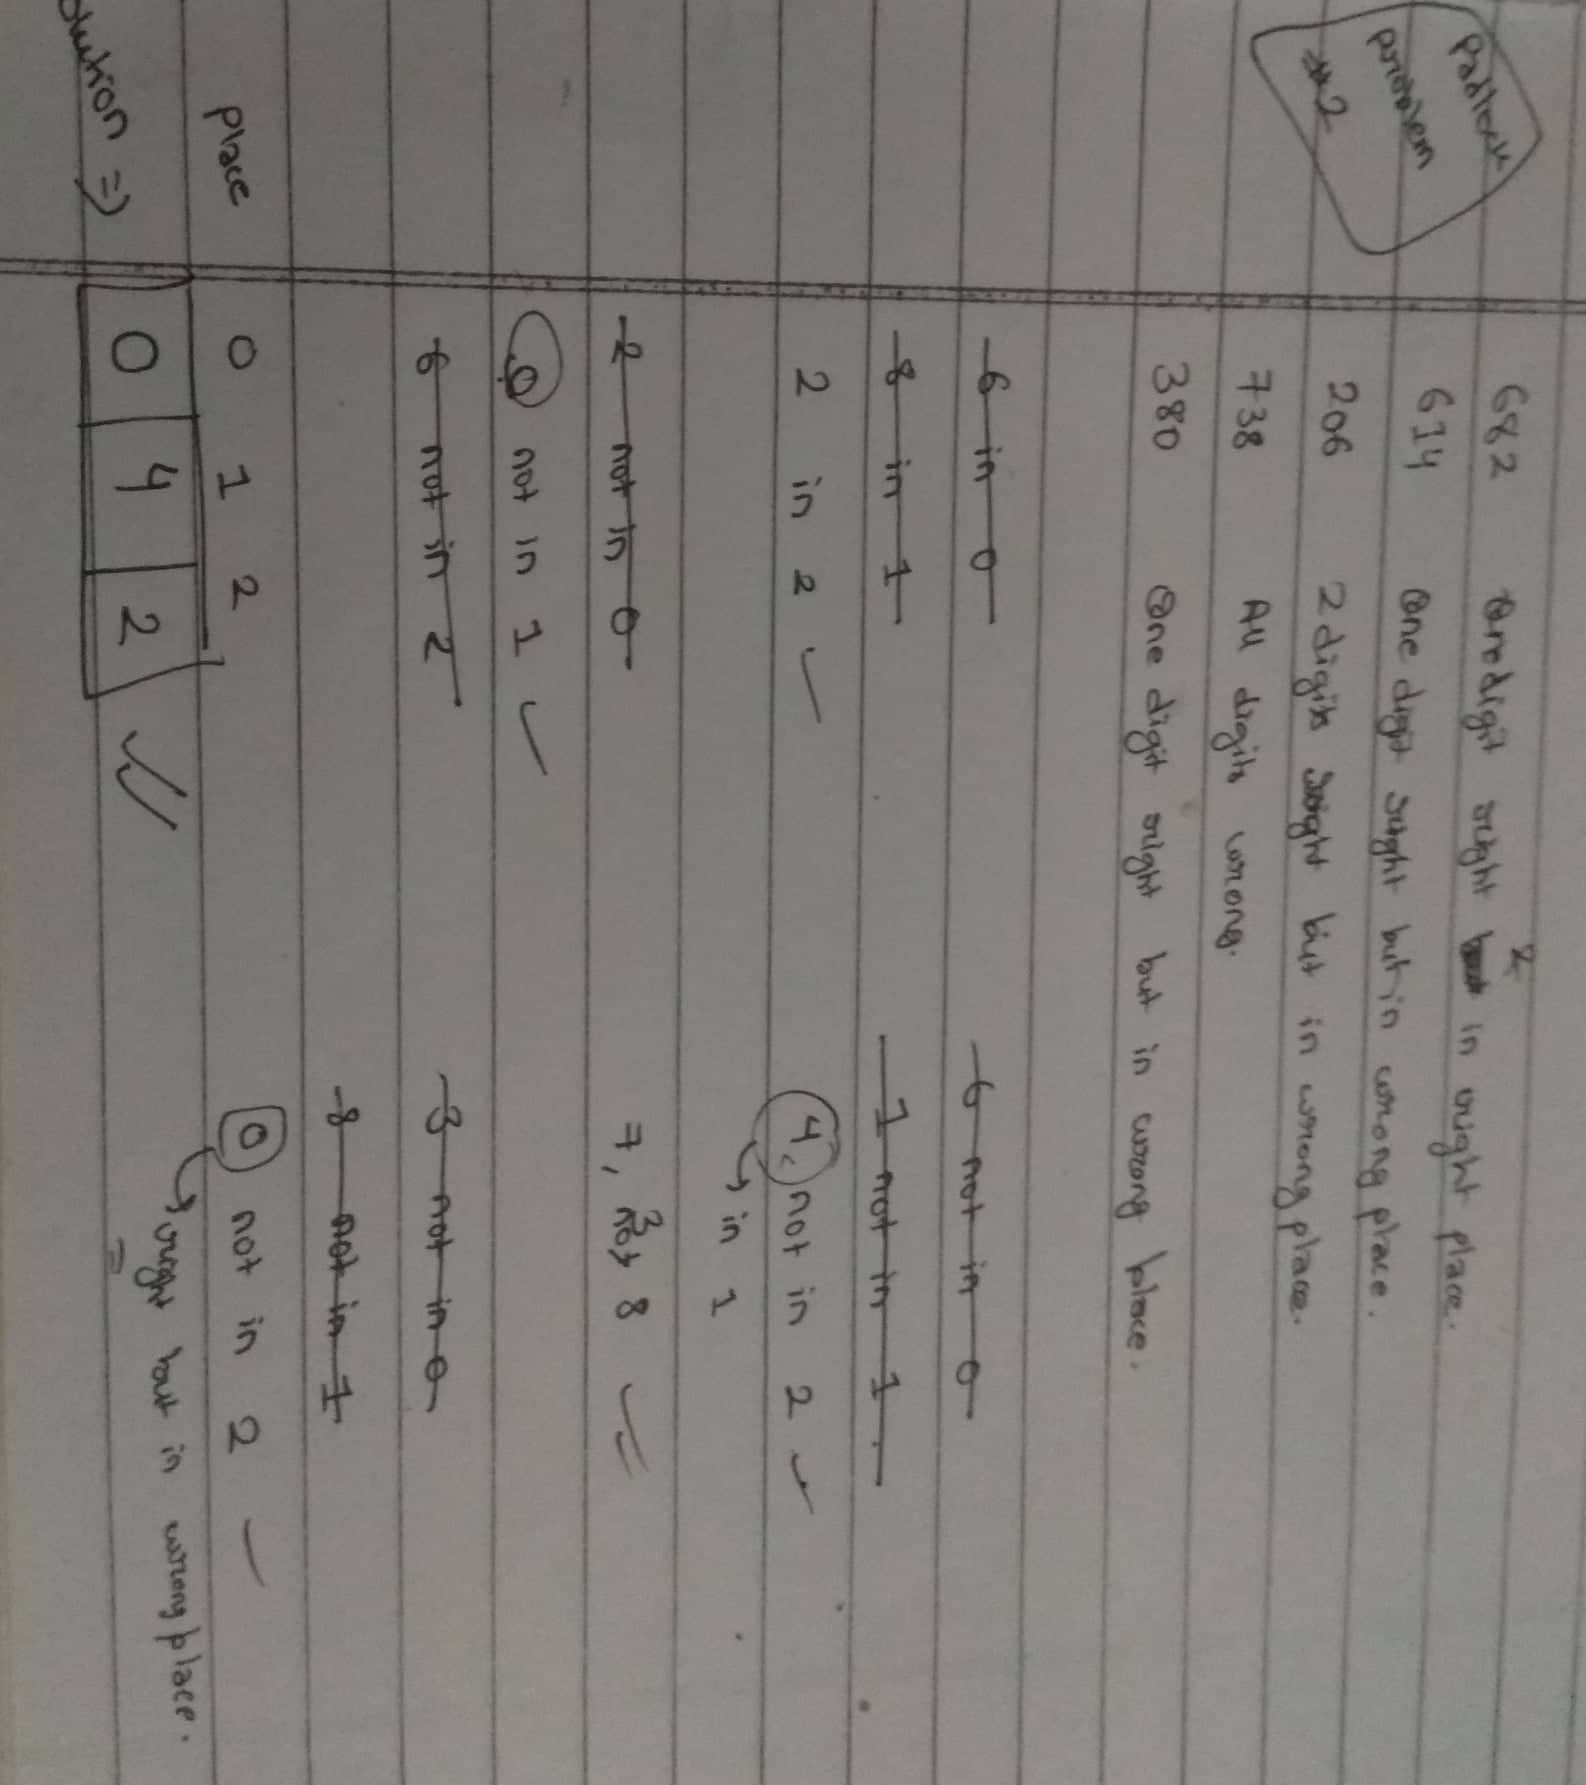 Padlock
problem
#2
682 One digit right & in right place.
614 One digit right but in wrong place.
206 2 digits right but in wrong place.
738 All digits wrong.
380 One digit right but in wrong place.
6 in 0
6 not in 0
8 in 1
1 not in 1
2 in 2 ✓
4 not in 2 ✓
↳ in 1
2 not in 0
7, 3, 8 ✓
0 not in 1 ✓
6 not in 2
3 not in 0
8 not in 1
0 not in 2 ✓
↳ right but in wrong place.
place 0 1 2
olution ⇒ 0 4 2 ✓✓